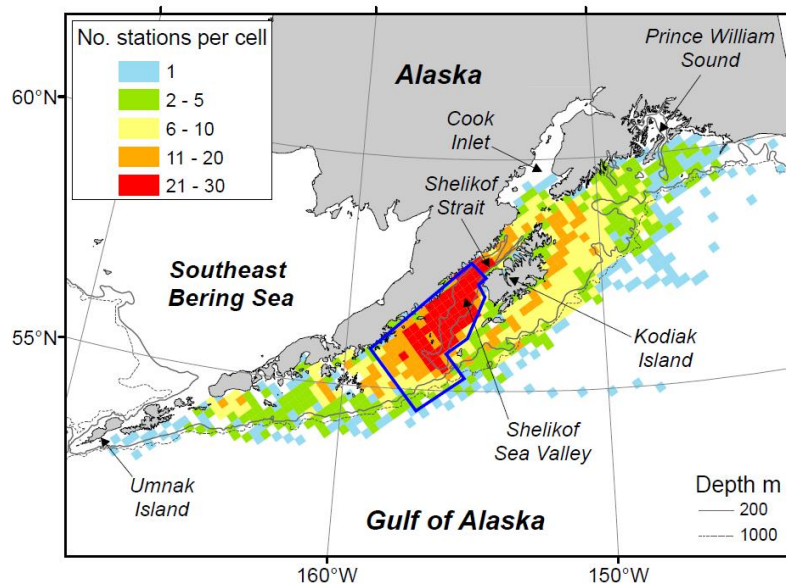 No. stations per cell
1
2 - 5
6 - 10
11 - 20
21 - 30
Prince William
Sound
Alaska
60°N
Cook
Inlet
Shelikof
Strait
Southeast
Bering Sea
55°N
Kodiak
Island
Shelikof
Sea Valley
Umnak
Island
Depth m
200
1000
Gulf of Alaska
160°W
150°W